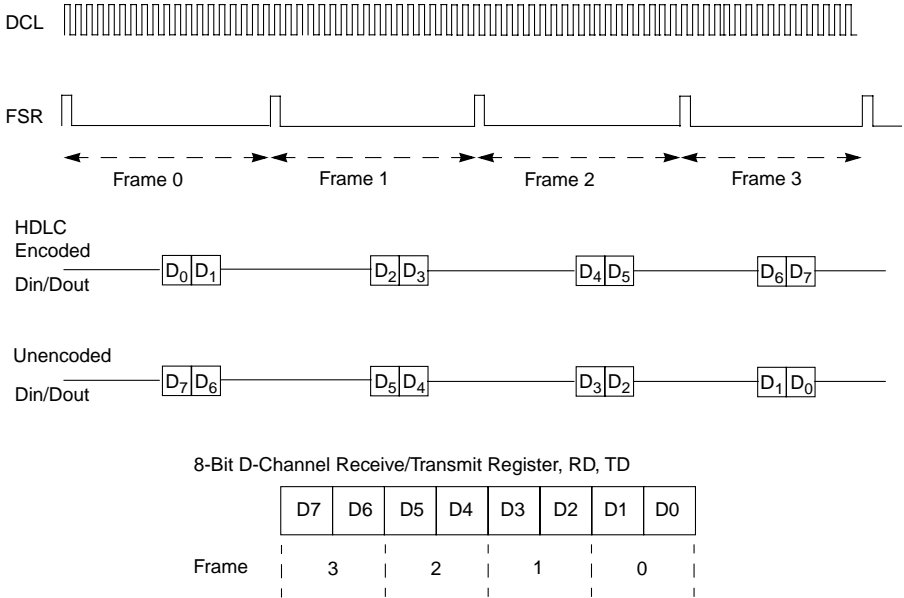 DCL
FSR
Frame 0 Frame 1 Frame 2 Frame 3
HDLC
Encoded
Din/Dout
D0 D1 D2 D3 D4 D5 D6 D7
Unencoded
Din/Dout
D7 D6 D5 D4 D3 D2 D1 D0
8-Bit D-Channel Receive/Transmit Register, RD, TD
D7 D6 D5 D4 D3 D2 D1 D0
Frame 3 2 1 0